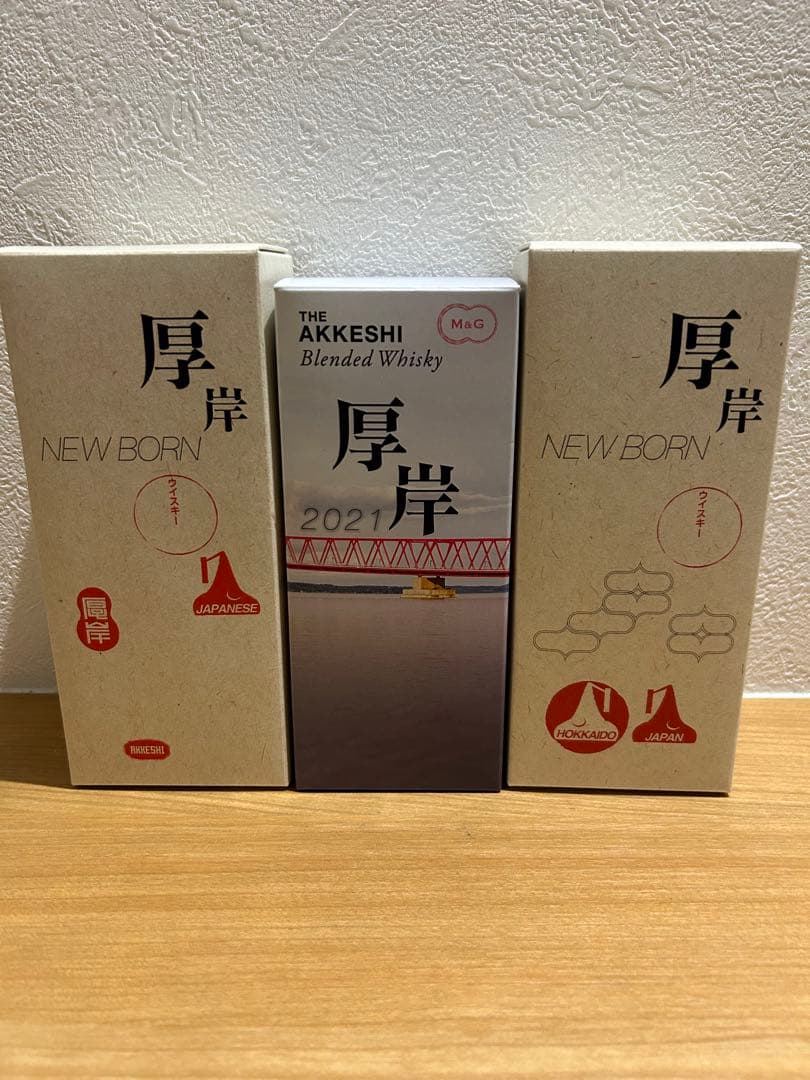 厚岸
NEW BORN
ウイスキー
JAPANESE
厚岸
AKKESHI
THE
AKKESHI
Blended Whisky
M&G
厚岸
2021
厚岸
NEW BORN
ウイスキー
HOKKAIDO
JAPAN